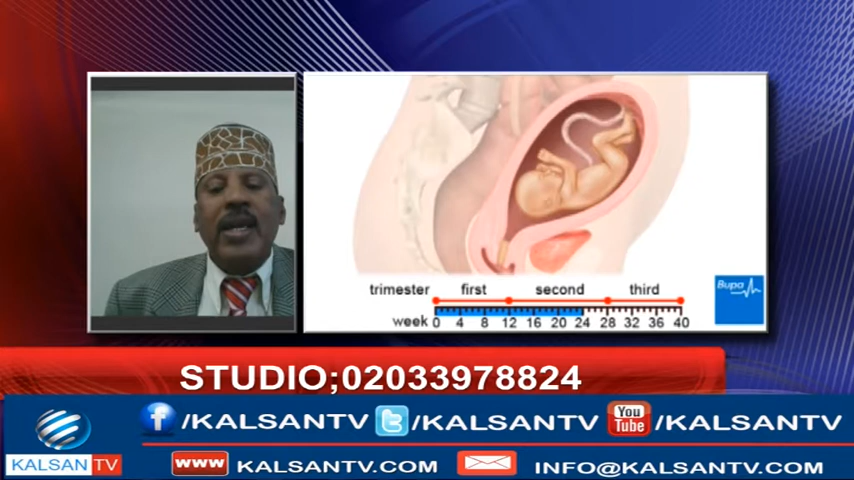 trimester first second third
week 0 4 8 12 16 20 24 28 32 36 40
Bupa
STUDIO;02033978824
/KALSANTV /KALSANTV You Tube /KALSANTV
KALSAN TV
www KALSANTV.COM INFO@KALSANTV.COM